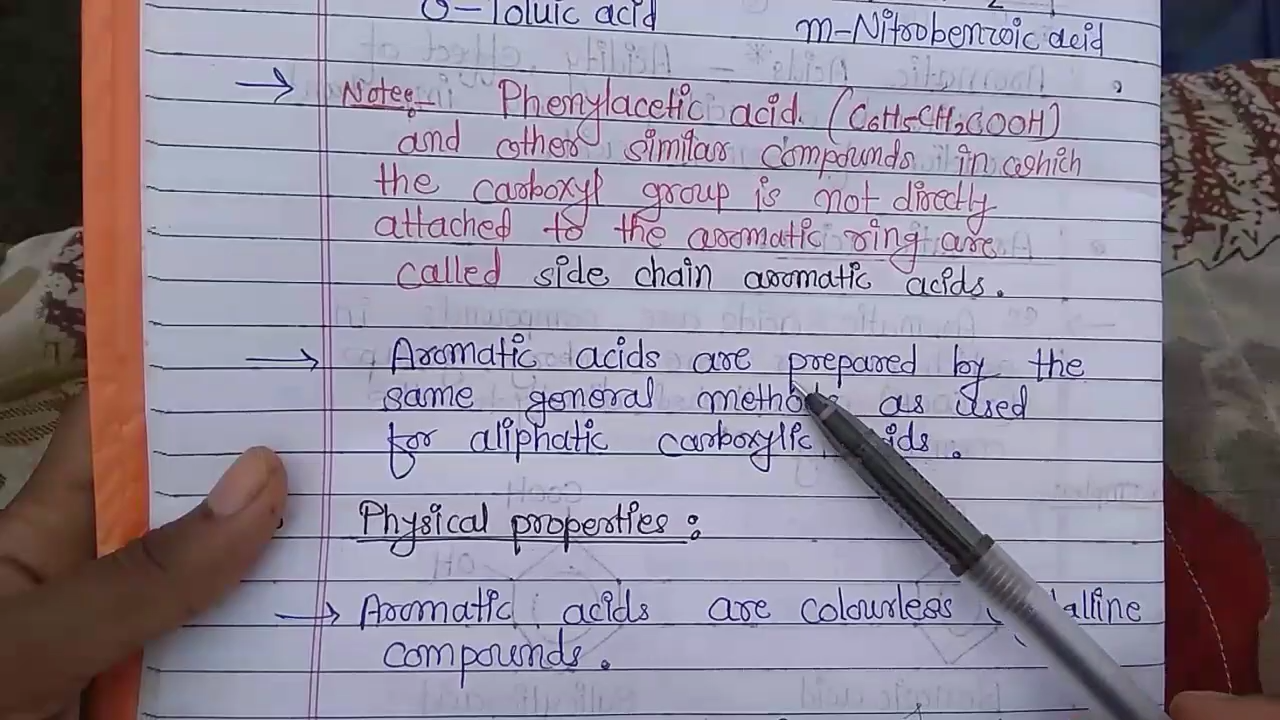 O-Toluic acid m-Nitrobenzoic acid
→ Note:- Phenylacetic acid. (C6H5CH2COOH)
and other similar compounds in which
the carboxyl group is not directly
attached to the aromatic ring are
called side chain aromatic acids.
→ Aromatic acids are prepared by the
same general methods as used
for aliphatic carboxylic acids.
Physical properties :
→ Aromatic acids are colourless
compounds.